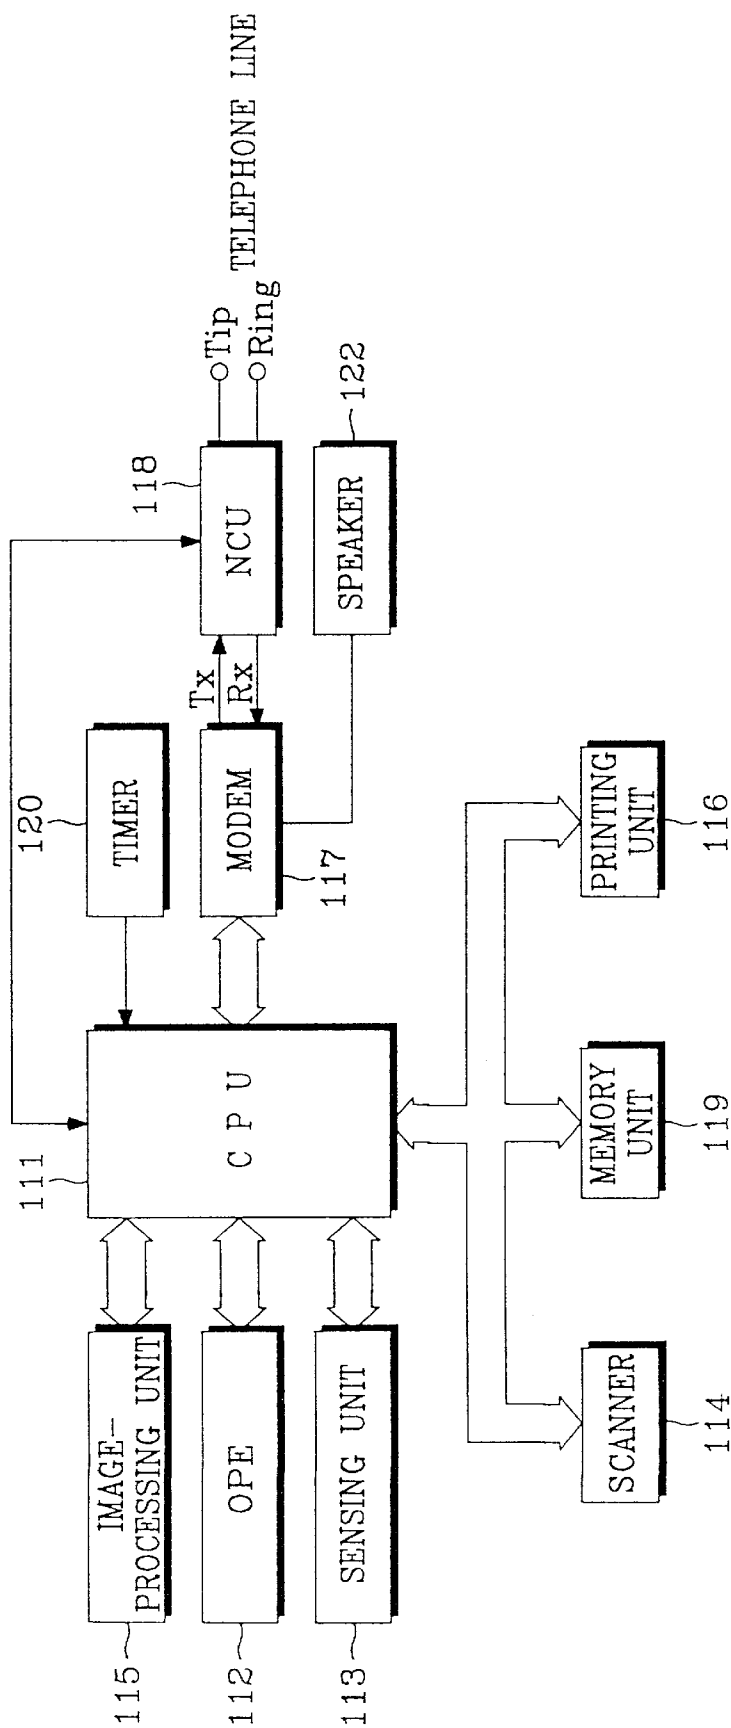 115
IMAGE-
PROCESSING UNIT
112
OPE
113
SENSING UNIT
111
CPU
120
TIMER
MODEM
117
Tx
Rx
118
NCU
SPEAKER
122
Tip
Ring
TELEPHONE LINE
SCANNER
114
MEMORY
UNIT
119
PRINTING
UNIT
116